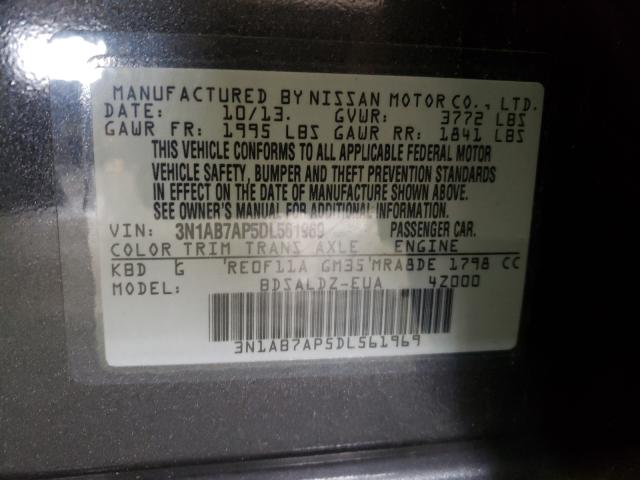 MANUFACTURED BY NISSAN MOTOR CO., LTD.
DATE: 10/13. GVWR: 3772 LBS
GAWR FR: 1995 LBS GAWR RR: 1841 LBS
THIS VEHICLE CONFORMS TO ALL APPLICABLE FEDERAL MOTOR
VEHICLE SAFETY, BUMPER AND THEFT PREVENTION STANDARDS
IN EFFECT ON THE DATE OF MANUFACTURE SHOWN ABOVE.
SEE OWNER'S MANUAL FOR ADDITIONAL INFORMATION
VIN: 3N1AB7AP5DL561969 PASSENGER CAR.
COLOR TRIM TRANS AXLE ENGINE
KBD G RE0F11A GM35 MRA8DE 1798 CC
MODEL: BDSALDZ-EUA 4Z000
3N1AB7AP5DL561969